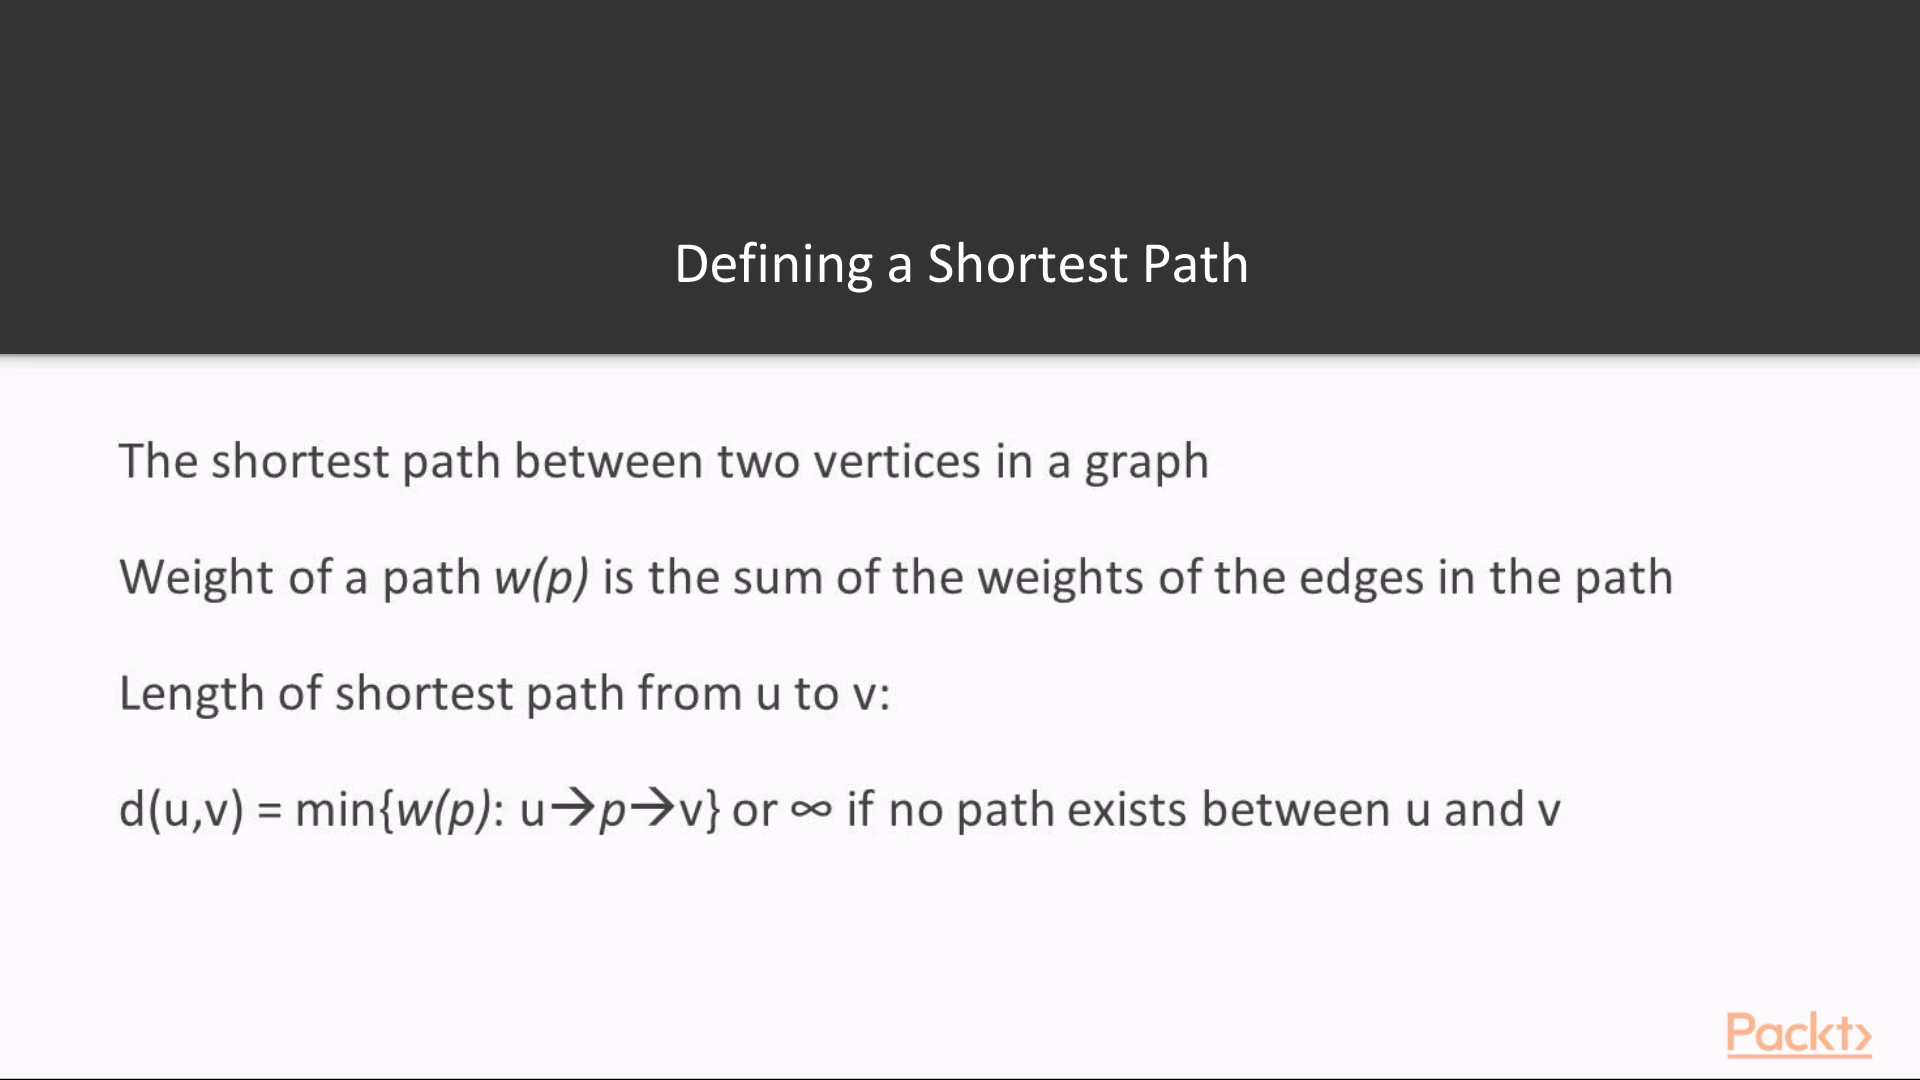 Defining a Shortest Path
The shortest path between two vertices in a graph
Weight of a path w(p) is the sum of the weights of the edges in the path
Length of shortest path from u to v:
d(u,v) = min{w(p): u→p→v} or ∞ if no path exists between u and v
Packt>